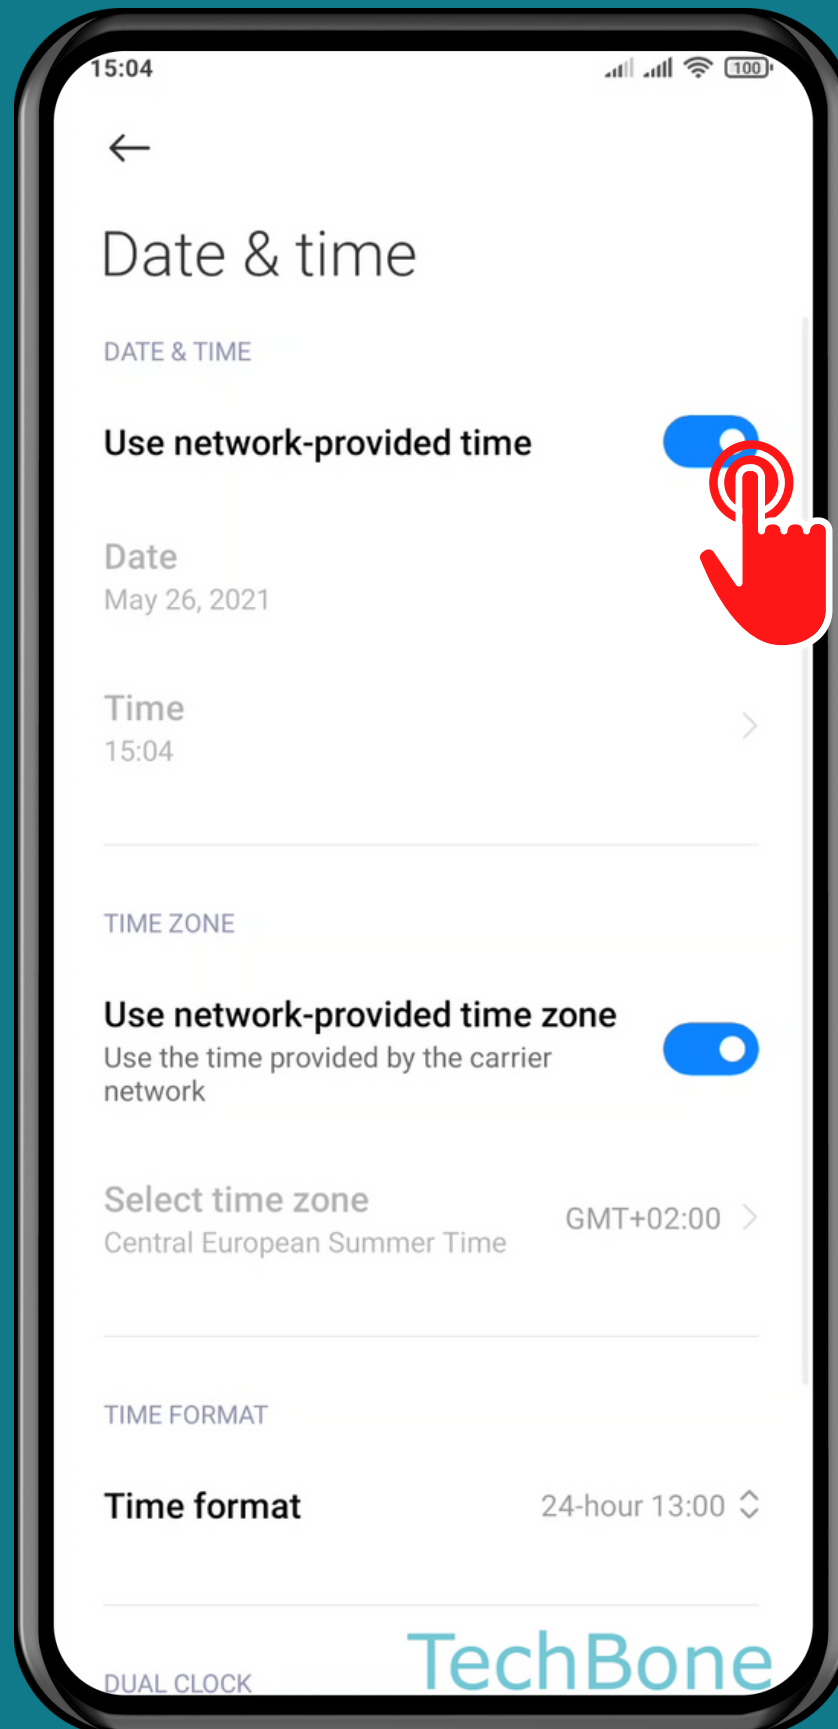 15:04
100
Date & time
DATE & TIME
Use network-provided time
Date
May 26, 2021
Time
15:04
TIME ZONE
Use network-provided time zone
Use the time provided by the carrier
network
Select time zone
GMT+02:00
Central European Summer Time
TIME FORMAT
Time format
24-hour 13:00
TechBone
DUAL CLOCK